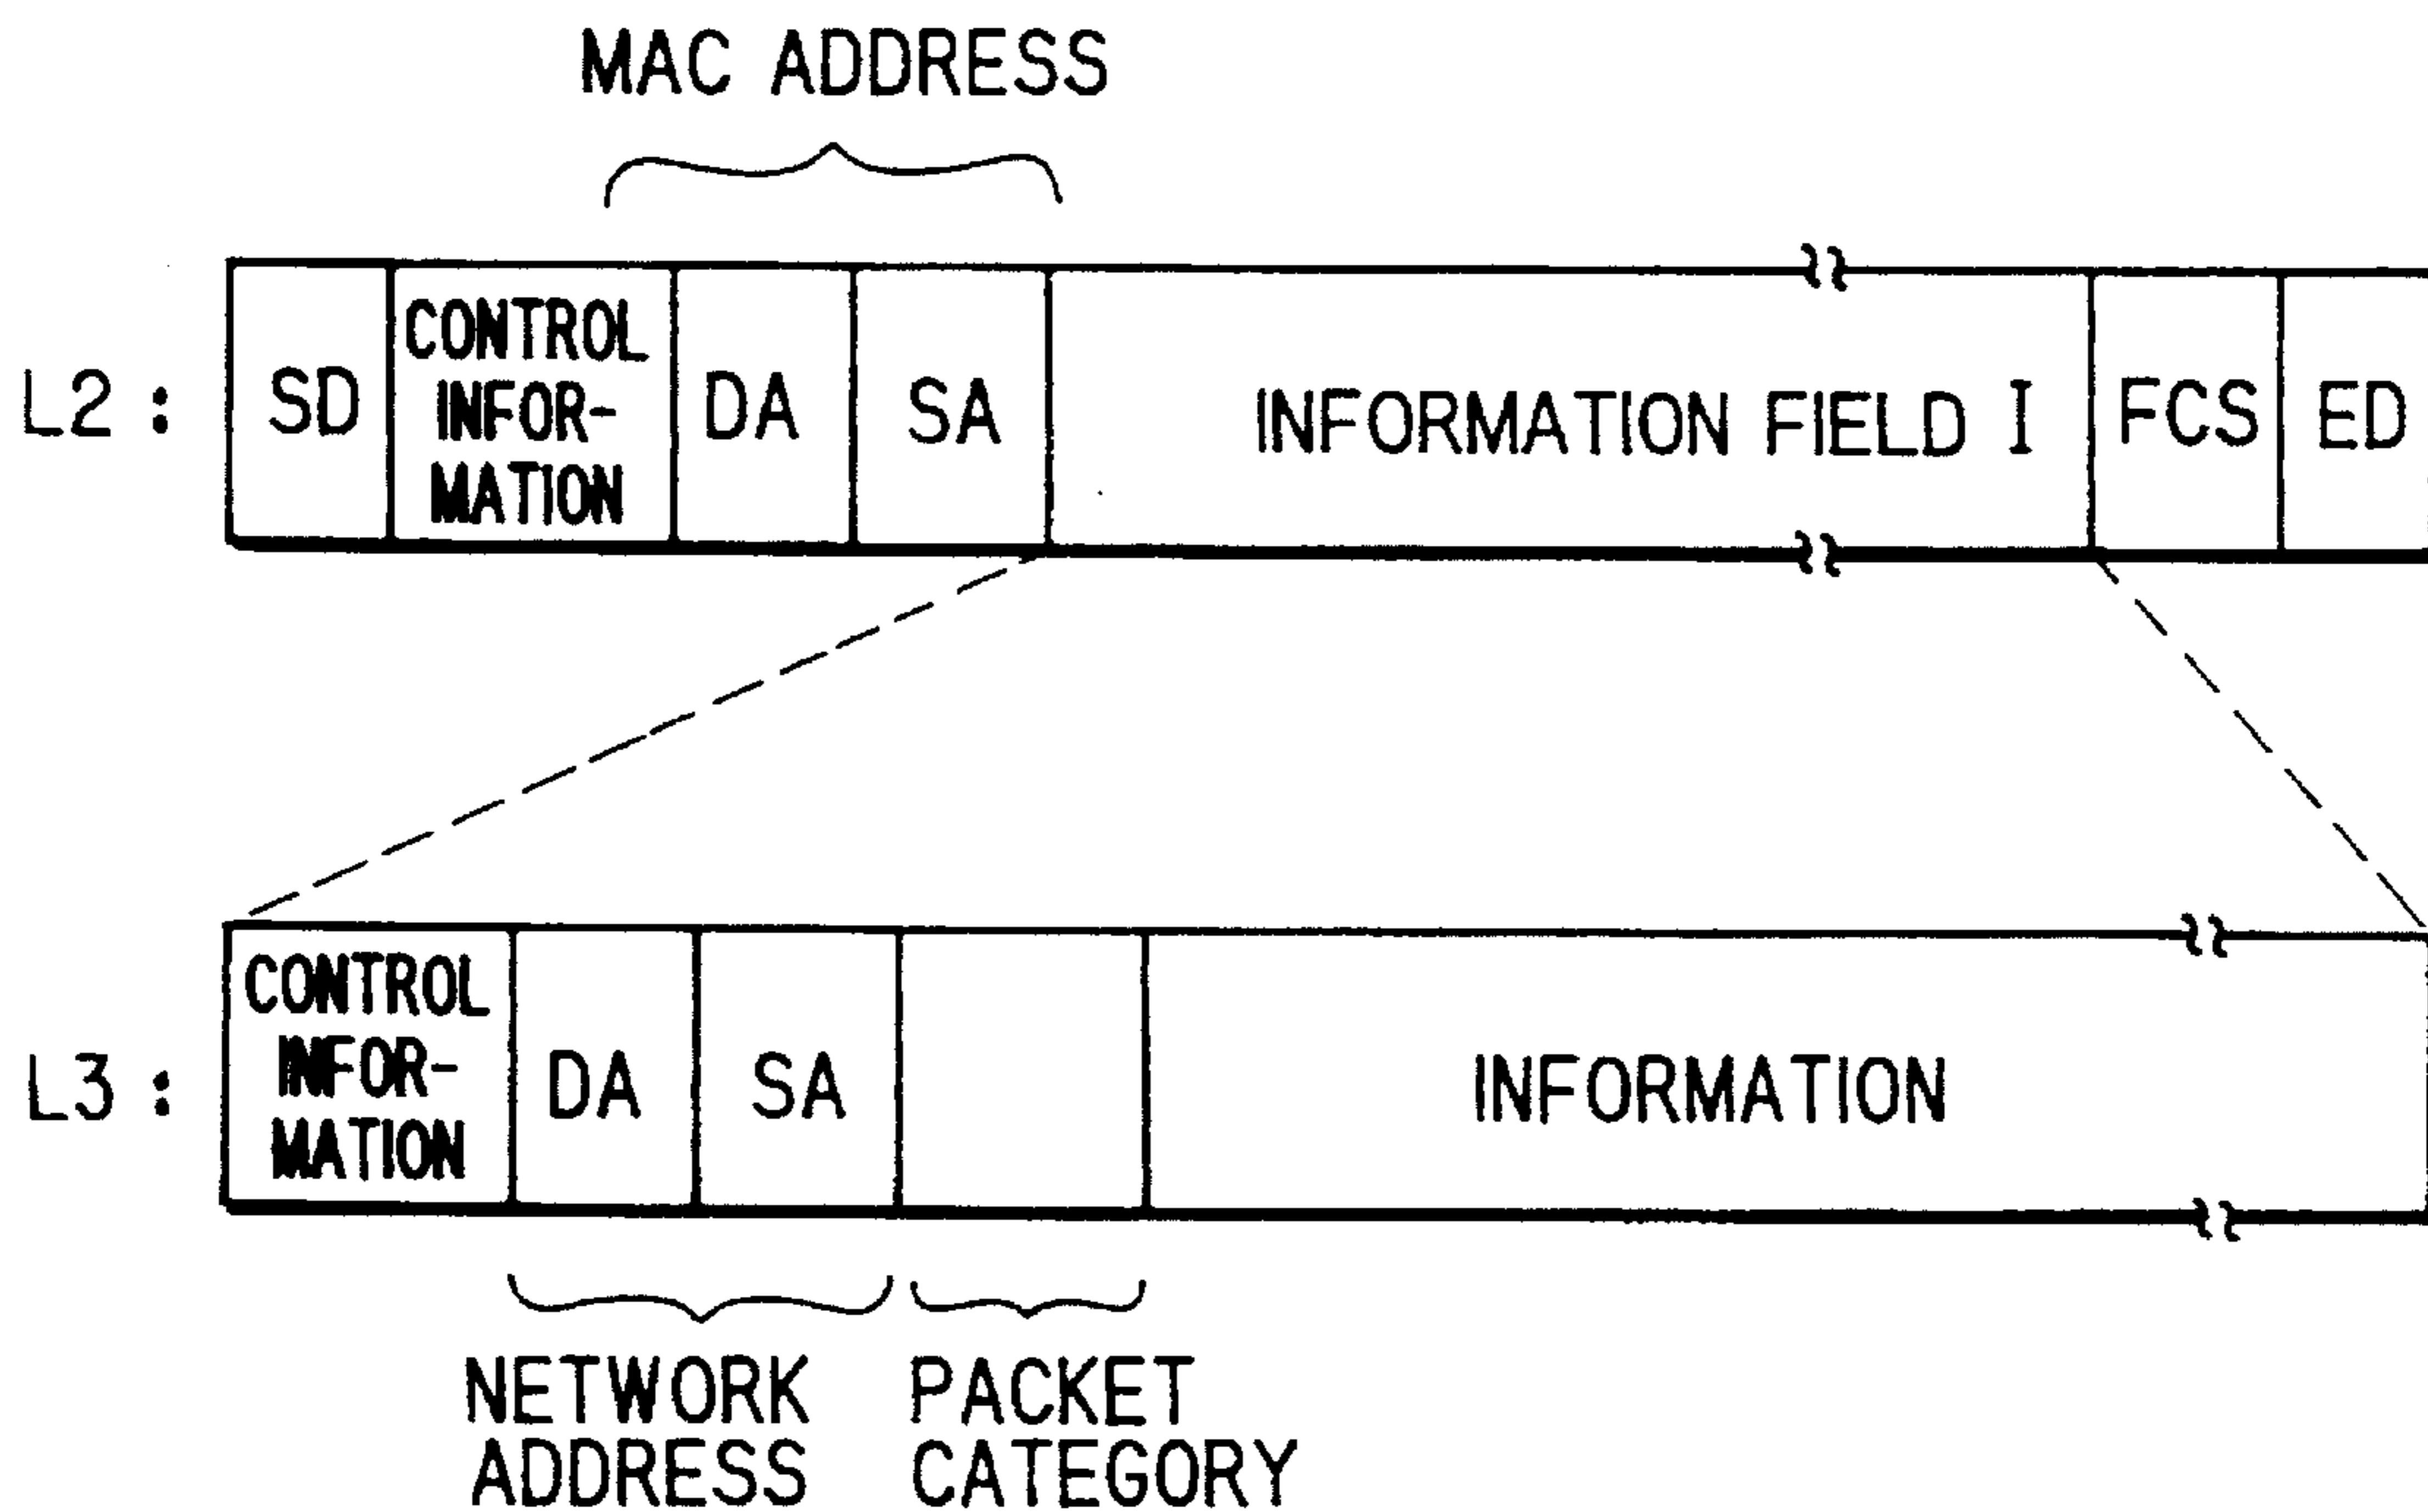 MAC ADDRESS
L2 : SD CONTROL INFOR- MATION DA SA INFORMATION FIELD I FCS ED
L3 : CONTROL INFOR- MATION DA SA INFORMATION
NETWORK ADDRESS
PACKET CATEGORY